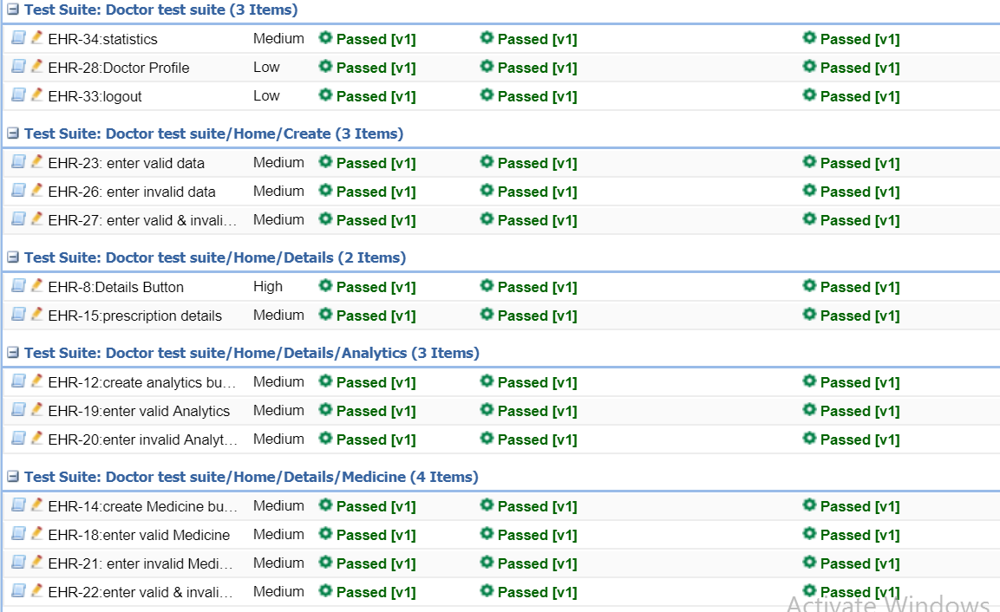 Test Suite: Doctor test suite (3 Items)
EHR-34:statistics Medium Passed [v1] Passed [v1] Passed [v1]
EHR-28:Doctor Profile Low Passed [v1] Passed [v1] Passed [v1]
EHR-33:logout Low Passed [v1] Passed [v1] Passed [v1]
Test Suite: Doctor test suite/Home/Create (3 Items)
EHR-23: enter valid data Medium Passed [v1] Passed [v1] Passed [v1]
EHR-26: enter invalid data Medium Passed [v1] Passed [v1] Passed [v1]
EHR-27: enter valid & invali... Medium Passed [v1] Passed [v1] Passed [v1]
Test Suite: Doctor test suite/Home/Details (2 Items)
EHR-8:Details Button High Passed [v1] Passed [v1] Passed [v1]
EHR-15:prescription details Medium Passed [v1] Passed [v1] Passed [v1]
Test Suite: Doctor test suite/Home/Details/Analytics (3 Items)
EHR-12:create analytics bu... Medium Passed [v1] Passed [v1] Passed [v1]
EHR-19:enter valid Analytics Medium Passed [v1] Passed [v1] Passed [v1]
EHR-20:enter invalid Analyt... Medium Passed [v1] Passed [v1] Passed [v1]
Test Suite: Doctor test suite/Home/Details/Medicine (4 Items)
EHR-14:create Medicine bu... Medium Passed [v1] Passed [v1] Passed [v1]
EHR-18:enter valid Medicine Medium Passed [v1] Passed [v1] Passed [v1]
EHR-21: enter invalid Medi... Medium Passed [v1] Passed [v1] Passed [v1]
EHR-22:enter valid & invali... Medium Passed [v1] Passed [v1] Passed [v1]
Activate Windows